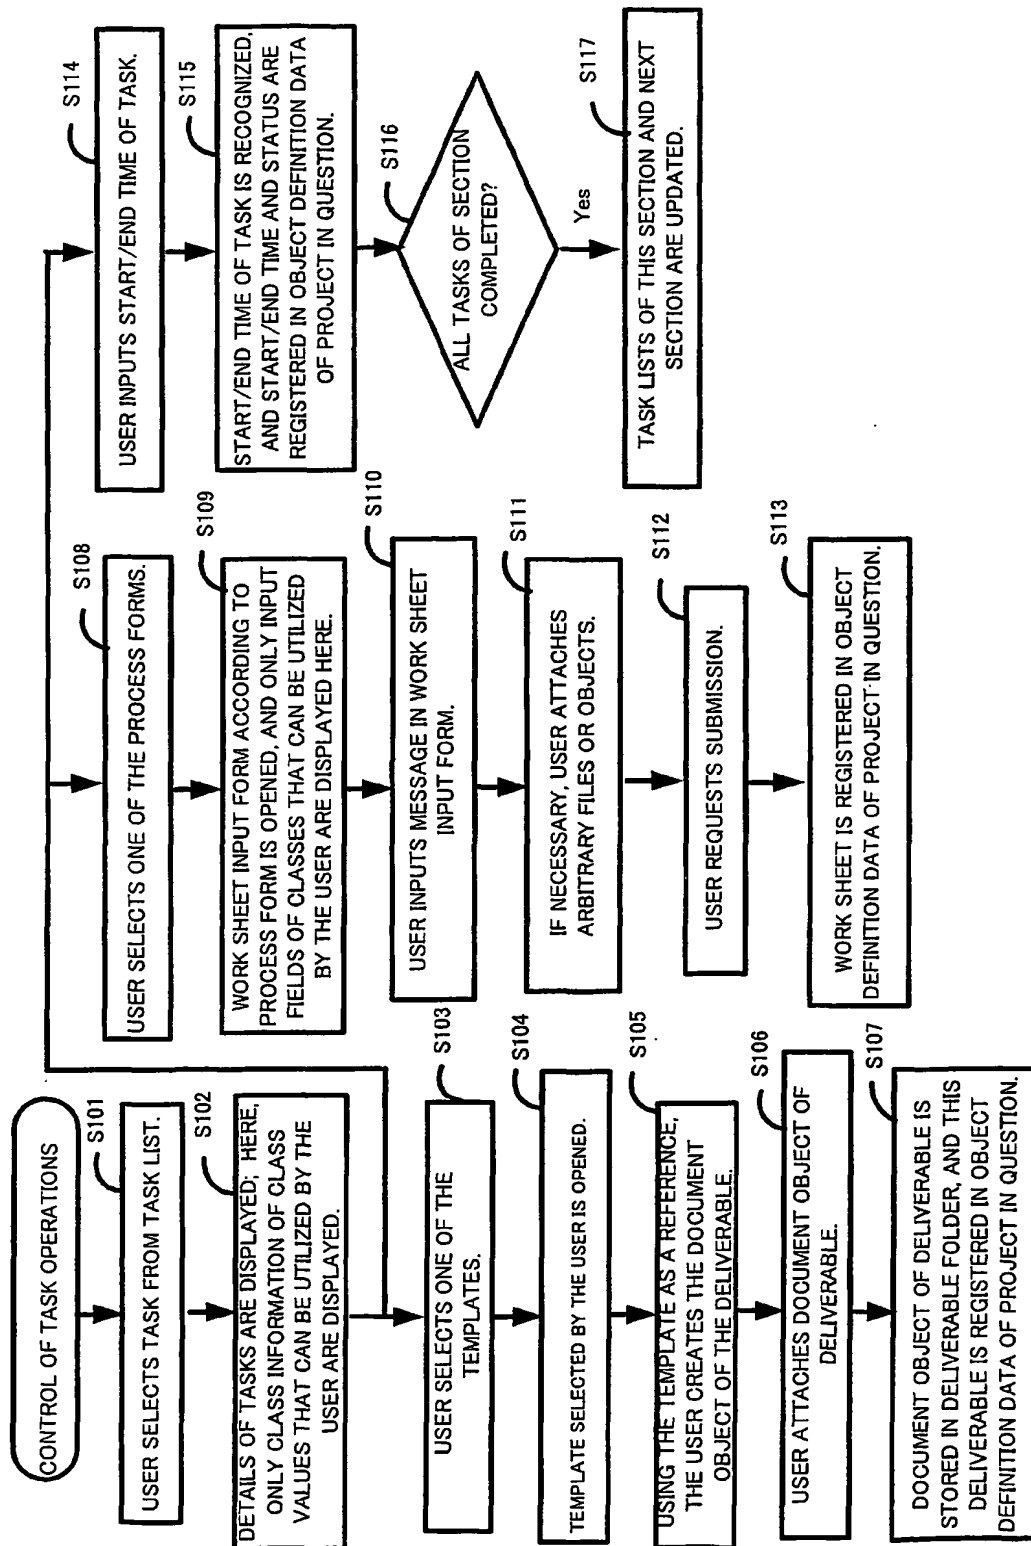 CONTROL OF TASK OPERATIONS
S101
USER SELECTS TASK FROM TASK LIST.
S102
DETAILS OF TASKS ARE DISPLAYED; HERE,
ONLY CLASS INFORMATION OF CLASS
VALUES THAT CAN BE UTILIZED BY THE
USER ARE DISPLAYED.
S103
USER SELECTS ONE OF THE
TEMPLATES.
S104
TEMPLATE SELECTED BY THE USER IS OPENED.
S105
USING THE TEMPLATE AS A REFERENCE,
THE USER CREATES THE DOCUMENT
OBJECT OF THE DELIVERABLE.
S106
USER ATTACHES DOCUMENT OBJECT OF
DELIVERABLE.
S107
DOCUMENT OBJECT OF DELIVERABLE IS
STORED IN DELIVERABLE FOLDER, AND THIS
DELIVERABLE IS REGISTERED IN OBJECT
DEFINITION DATA OF PROJECT IN QUESTION.
S108
USER SELECTS ONE OF THE PROCESS FORMS.
S109
WORK SHEET INPUT FORM ACCORDING TO
PROCESS FORM IS OPENED, AND ONLY INPUT
FIELDS OF CLASSES THAT CAN BE UTILIZED
BY THE USER ARE DISPLAYED HERE.
S110
USER INPUTS MESSAGE IN WORK SHEET
INPUT FORM.
S111
IF NECESSARY, USER ATTACHES
ARBITRARY FILES OR OBJECTS.
S112
USER REQUESTS SUBMISSION.
S113
WORK SHEET IS REGISTERED IN OBJECT
DEFINITION DATA OF PROJECT IN QUESTION.
S114
USER INPUTS START/END TIME OF TASK.
S115
START/END TIME OF TASK IS RECOGNIZED,
AND START/END TIME AND STATUS ARE
REGISTERED IN OBJECT DEFINITION DATA
OF PROJECT IN QUESTION.
S116
ALL TASKS OF SECTION
COMPLETED?
Yes
S117
TASK LISTS OF THIS SECTION AND NEXT
SECTION ARE UPDATED.